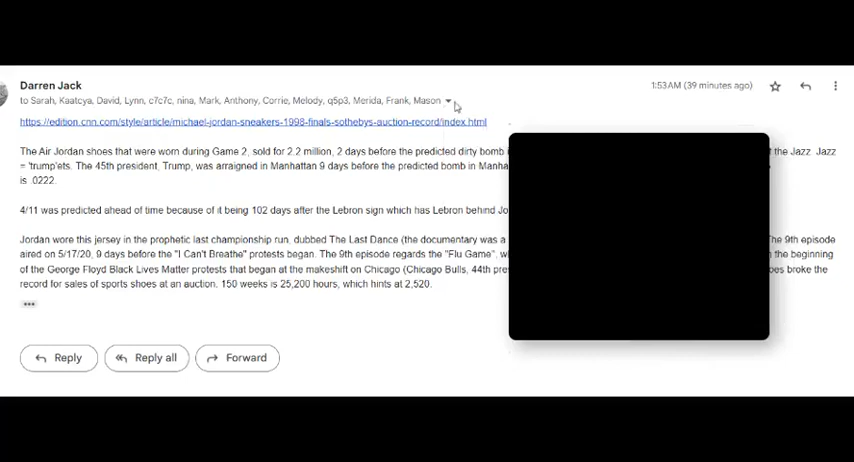 Darren Jack
1:53AM (39 minutes ago)
to Sarah, Kaatcya, David, Lynn, c7c7c, nina, Mark, Anthony, Corrie, Melody, q5p3, Merida, Frank, Mason
https://edition.cnn.com/style/article/michael-jordan-sneakers-1998-finals-sothebys-auction-record/index.html
The Air Jordan shoes that were worn during Game 2, sold for 2.2 million, 2 days before the predicted dirty bomb the Jazz Jazz
= 'trump'ets. The 45th president, Trump, was arraigned in Manhattan 9 days before the predicted bomb in
is .0222.
4/11 was predicted ahead of time because of it being 102 days after the Lebron sign which has Lebron behind
Jordan wore this jersey in the prophetic last championship run, dubbed The Last Dance (the documentary was a The 9th episode
aired on 5/17/20, 9 days before the "I Can't Breathe" protests began. The 9th episode regards the "Flu Game", the beginning
of the George Floyd Black Lives Matter protests that began at the makeshift on Chicago (Chicago Bulls, 44th broke the
record for sales of sports shoes at an auction. 150 weeks is 25,200 hours, which hints at 2,520.
Reply
Reply all
Forward